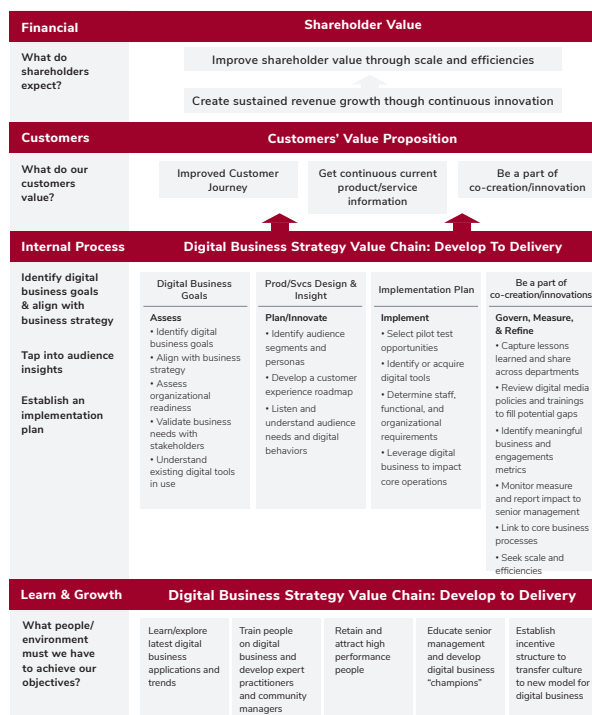 Financial
Shareholder Value
What do
shareholders
expect?
Improve shareholder value through scale and efficiencies
Create sustained revenue growth though continuous innovation
Customers
Customers' Value Proposition
What do our
customers
value?
Improved Customer
Journey
Get continuous current
product/service
information
Be a part of
co-creation/innovation
Internal Process
Digital Business Strategy Value Chain: Develop To Delivery
Identify digital
business goals
& align with
business strategy
Tap into audience
insights
Establish an
implementation
plan
Digital Business
Goals
Assess
• Identify digital
business goals
• Align with business
strategy
• Assess
organizational
readiness
• Validate business
needs with
stakeholders
• Understand
existing digital tools
in use
Prod/Svcs Design &
Insight
Plan/Innovate
• Identify audience
segments and
personas
• Develop a customer
experience roadmap
• Listen and
understand audience
needs and digital
behaviors
Implementation Plan
Implement
• Select pilot test
opportunities
• Identify or acquire
digital tools
• Determine staff,
functional, and
organizational
requirements
• Leverage digital
business to impact
core operations
Be a part of
co-creation/innovations
Govern, Measure,
& Refine
• Capture lessons
learned and share
across departments
• Review digital media
policies and trainings
to fill potential gaps
• Identify meaningful
business and
engagements
metrics
• Monitor measure
and report impact to
senior management
• Link to core business
processes
• Seek scale and
efficiencies
Learn & Growth
Digital Business Strategy Value Chain: Develop to Delivery
What people/
environment
must we have
to achieve our
objectives?
Learn/explore
latest digital
business
applications and
trends
Train people
on digital
business and
develop expert
practitioners
and community
managers
Retain and
attract high
performance
people
Educate senior
management
and develop
digital business
“champions”
Establish
incentive
structure to
transfer culture
to new model for
digital business